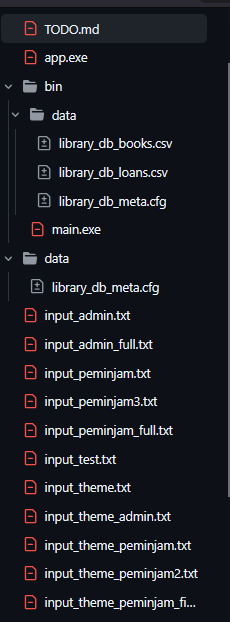 TODO.md
app.exe
bin
data
library_db_books.csv
library_db_loans.csv
library_db_meta.cfg
main.exe
data
library_db_meta.cfg
input_admin.txt
input_admin_full.txt
input_peminjam.txt
input_peminjam3.txt
input_peminjam_full.txt
input_test.txt
input_theme.txt
input_theme_admin.txt
input_theme_peminjam.txt
input_theme_peminjam2.txt
input_theme_peminjam_fi...